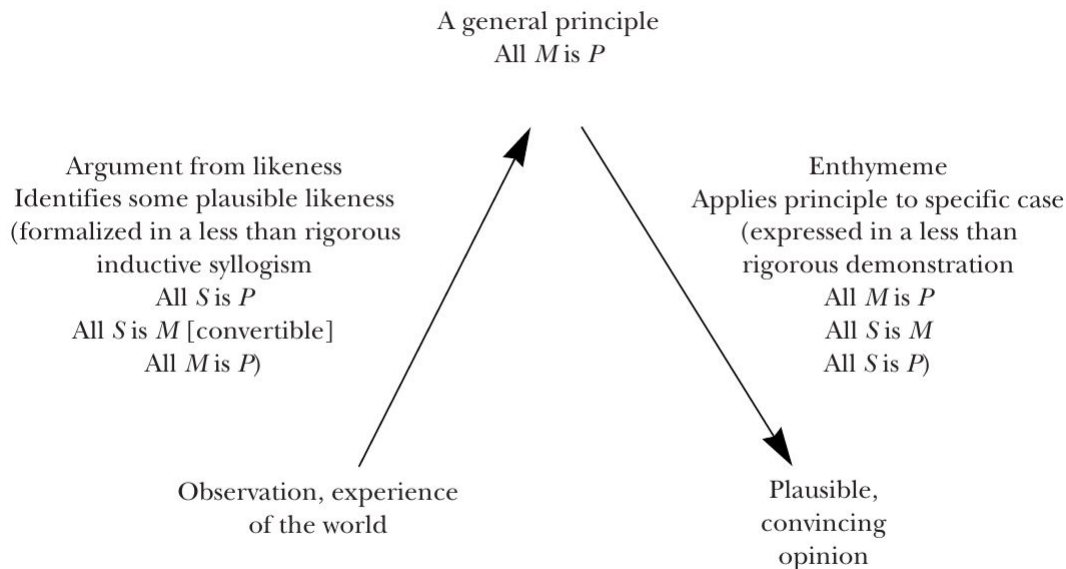 A general principle
All M is P
Argument from likeness
Identifies some plausible likeness
(formalized in a less than rigorous
inductive syllogism
All S is P
All S is M [convertible]
All M is P)
Enthymeme
Applies principle to specific case
(expressed in a less than
rigorous demonstration
All M is P
All S is M
All S is P)
Observation, experience
of the world
Plausible,
convincing
opinion